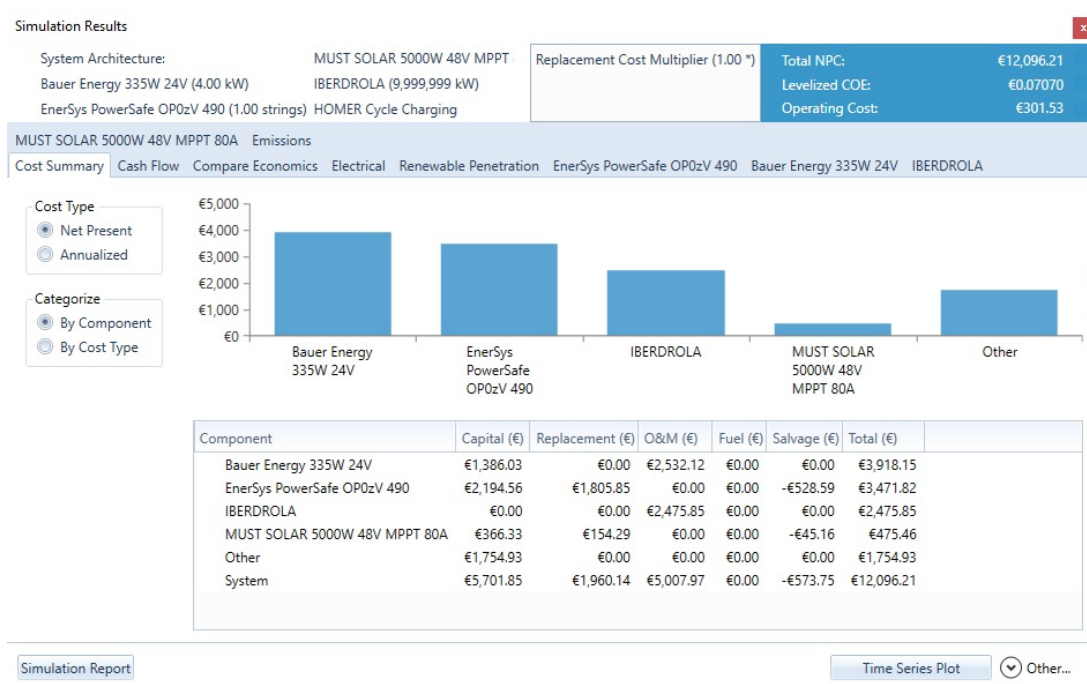 Simulation Results
x
System Architecture:
MUST SOLAR 5000W 48V MPPT
Bauer Energy 335W 24V (4.00 kW)
IBERDROLA (9,999,999 kW)
EnerSys PowerSafe OP0zV 490 (1.00 strings)
HOMER Cycle Charging
Replacement Cost Multiplier (1.00 *)
Total NPC: €12,096.21
Levelized COE: €0.07070
Operating Cost: €301.53
MUST SOLAR 5000W 48V MPPT 80A Emissions
Cost Summary Cash Flow Compare Economics Electrical Renewable Penetration EnerSys PowerSafe OP0zV 490 Bauer Energy 335W 24V IBERDROLA
Cost Type
Net Present
Annualized
Categorize
By Component
By Cost Type
€5,000
€4,000
€3,000
€2,000
€1,000
€0
Bauer Energy
335W 24V
EnerSys
PowerSafe
OP0zV 490
IBERDROLA
MUST SOLAR
5000W 48V
MPPT 80A
Other
Component Capital (€) Replacement (€) O&M (€) Fuel (€) Salvage (€) Total (€)
Bauer Energy 335W 24V €1,386.03 €0.00 €2,532.12 €0.00 €0.00 €3,918.15
EnerSys PowerSafe OP0zV 490 €2,194.56 €1,805.85 €0.00 €0.00 -€528.59 €3,471.82
IBERDROLA €0.00 €0.00 €2,475.85 €0.00 €0.00 €2,475.85
MUST SOLAR 5000W 48V MPPT 80A €366.33 €154.29 €0.00 €0.00 -€45.16 €475.46
Other €1,754.93 €0.00 €0.00 €0.00 €0.00 €1,754.93
System €5,701.85 €1,960.14 €5,007.97 €0.00 -€573.75 €12,096.21
Simulation Report
Time Series Plot
Other...